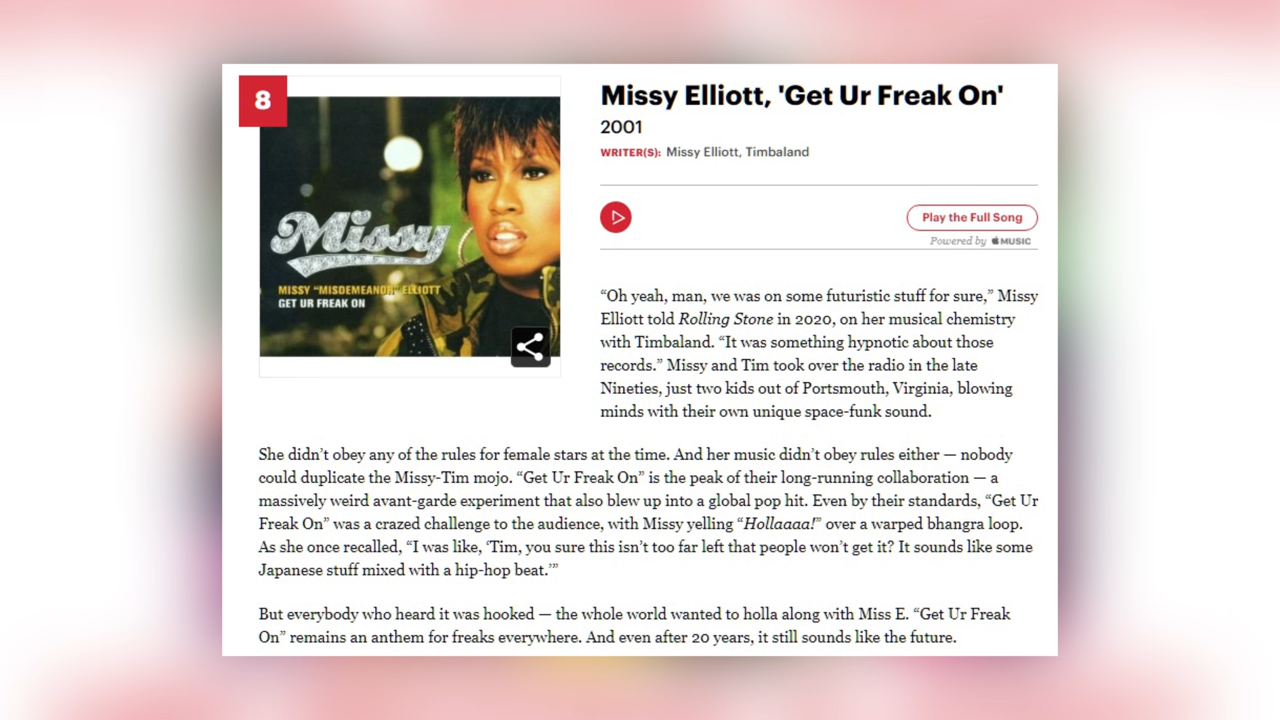 8
Missy
MISSY "MISDEMEANOR" ELLIOTT
GET UR FREAK ON
Missy Elliott, 'Get Ur Freak On'
2001
WRITER(S): Missy Elliott, Timbaland
Play the Full Song
Powered by MUSIC
“Oh yeah, man, we was on some futuristic stuff for sure,” Missy
Elliott told Rolling Stone in 2020, on her musical chemistry
with Timbaland. “It was something hypnotic about those
records.” Missy and Tim took over the radio in the late
Nineties, just two kids out of Portsmouth, Virginia, blowing
minds with their own unique space-funk sound.
She didn’t obey any of the rules for female stars at the time. And her music didn’t obey rules either — nobody
could duplicate the Missy-Tim mojo. “Get Ur Freak On” is the peak of their long-running collaboration — a
massively weird avant-garde experiment that also blew up into a global pop hit. Even by their standards, “Get Ur
Freak On” was a crazed challenge to the audience, with Missy yelling “Hollaaaa!” over a warped bhangra loop.
As she once recalled, “I was like, ‘Tim, you sure this isn’t too far left that people won’t get it? It sounds like some
Japanese stuff mixed with a hip-hop beat.’”
But everybody who heard it was hooked — the whole world wanted to holla along with Miss E. “Get Ur Freak
On” remains an anthem for freaks everywhere. And even after 20 years, it still sounds like the future.